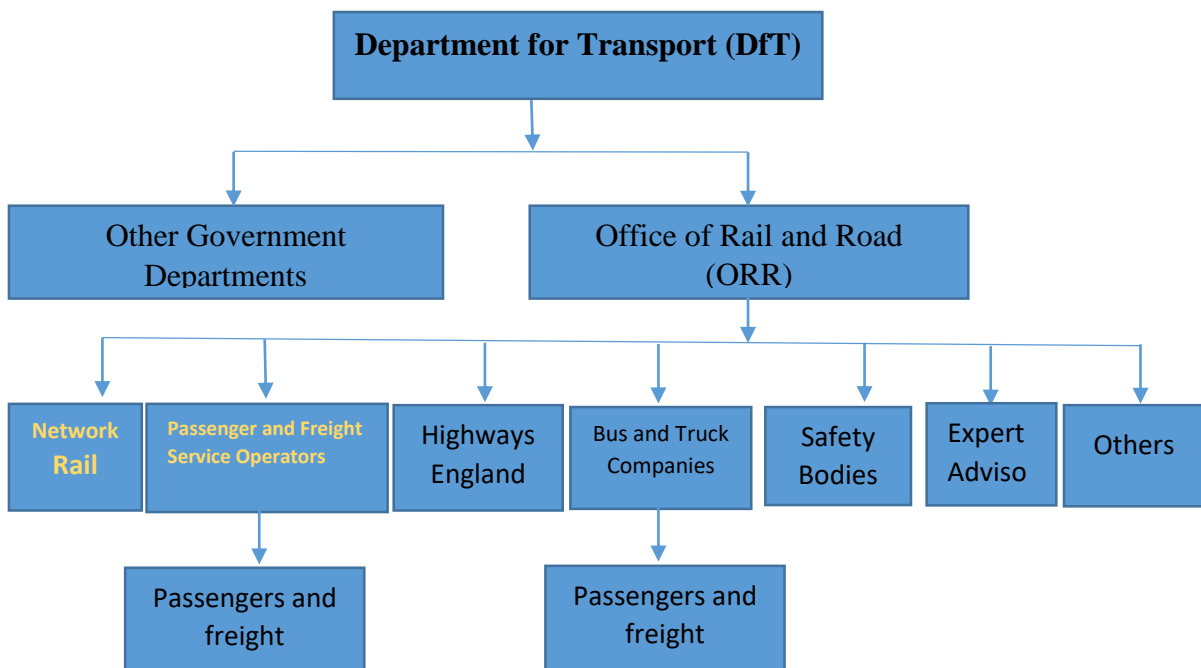 Department for Transport (DfT)
Other Government
Departments
Office of Rail and Road
(ORR)
Network
Rail
Passenger and Freight
Service Operators
Highways
England
Bus and Truck
Companies
Safety
Bodies
Expert
Adviso
Others
Passengers and
freight
Passengers and
freight